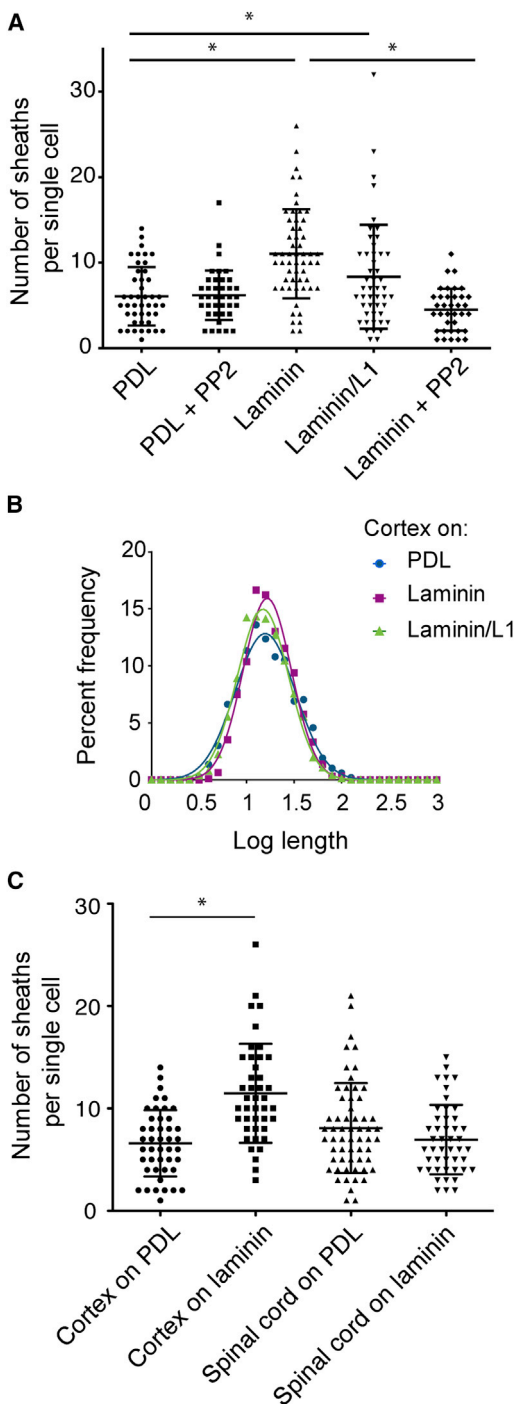 A
*
*
*
Number of sheaths
per single cell
30
20
10
0
PDL
PDL + PP2
Laminin
Laminin/L1
Laminin + PP2
B
Cortex on:
PDL
Laminin
Laminin/L1
Percent frequency
20
15
10
5
0
0 0.5 1 1.5 2 2.5 3
Log length
C
*
Number of sheaths
per single cell
30
20
10
0
Cortex on PDL
Cortex on laminin
Spinal cord on PDL
Spinal cord on laminin